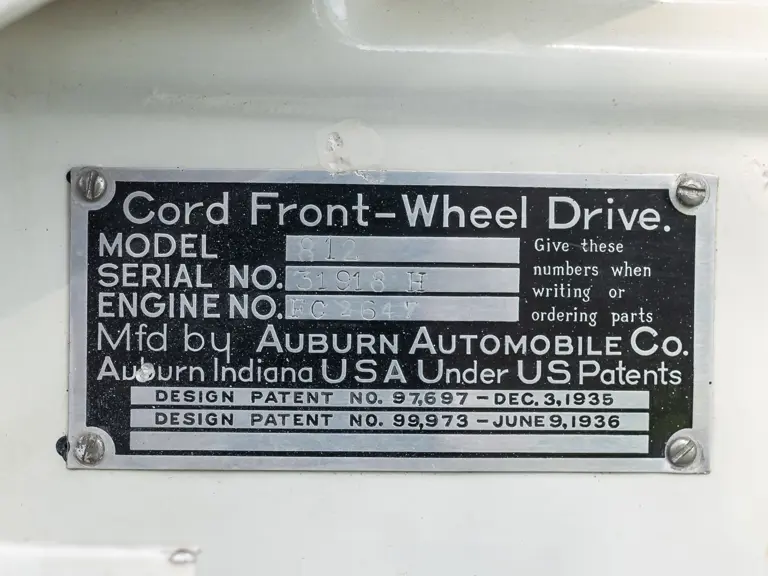 Cord Front-Wheel Drive.
MODEL 812
SERIAL NO. 31918 H
ENGINE NO. FC 2647
Give these
numbers when
writing or
ordering parts
Mfd by AUBURN AUTOMOBILE CO.
Auburn Indiana USA Under US Patents
DESIGN PATENT NO. 97,697-DEC. 3, 1935
DESIGN PATENT NO. 99,973-JUNE 9, 1936